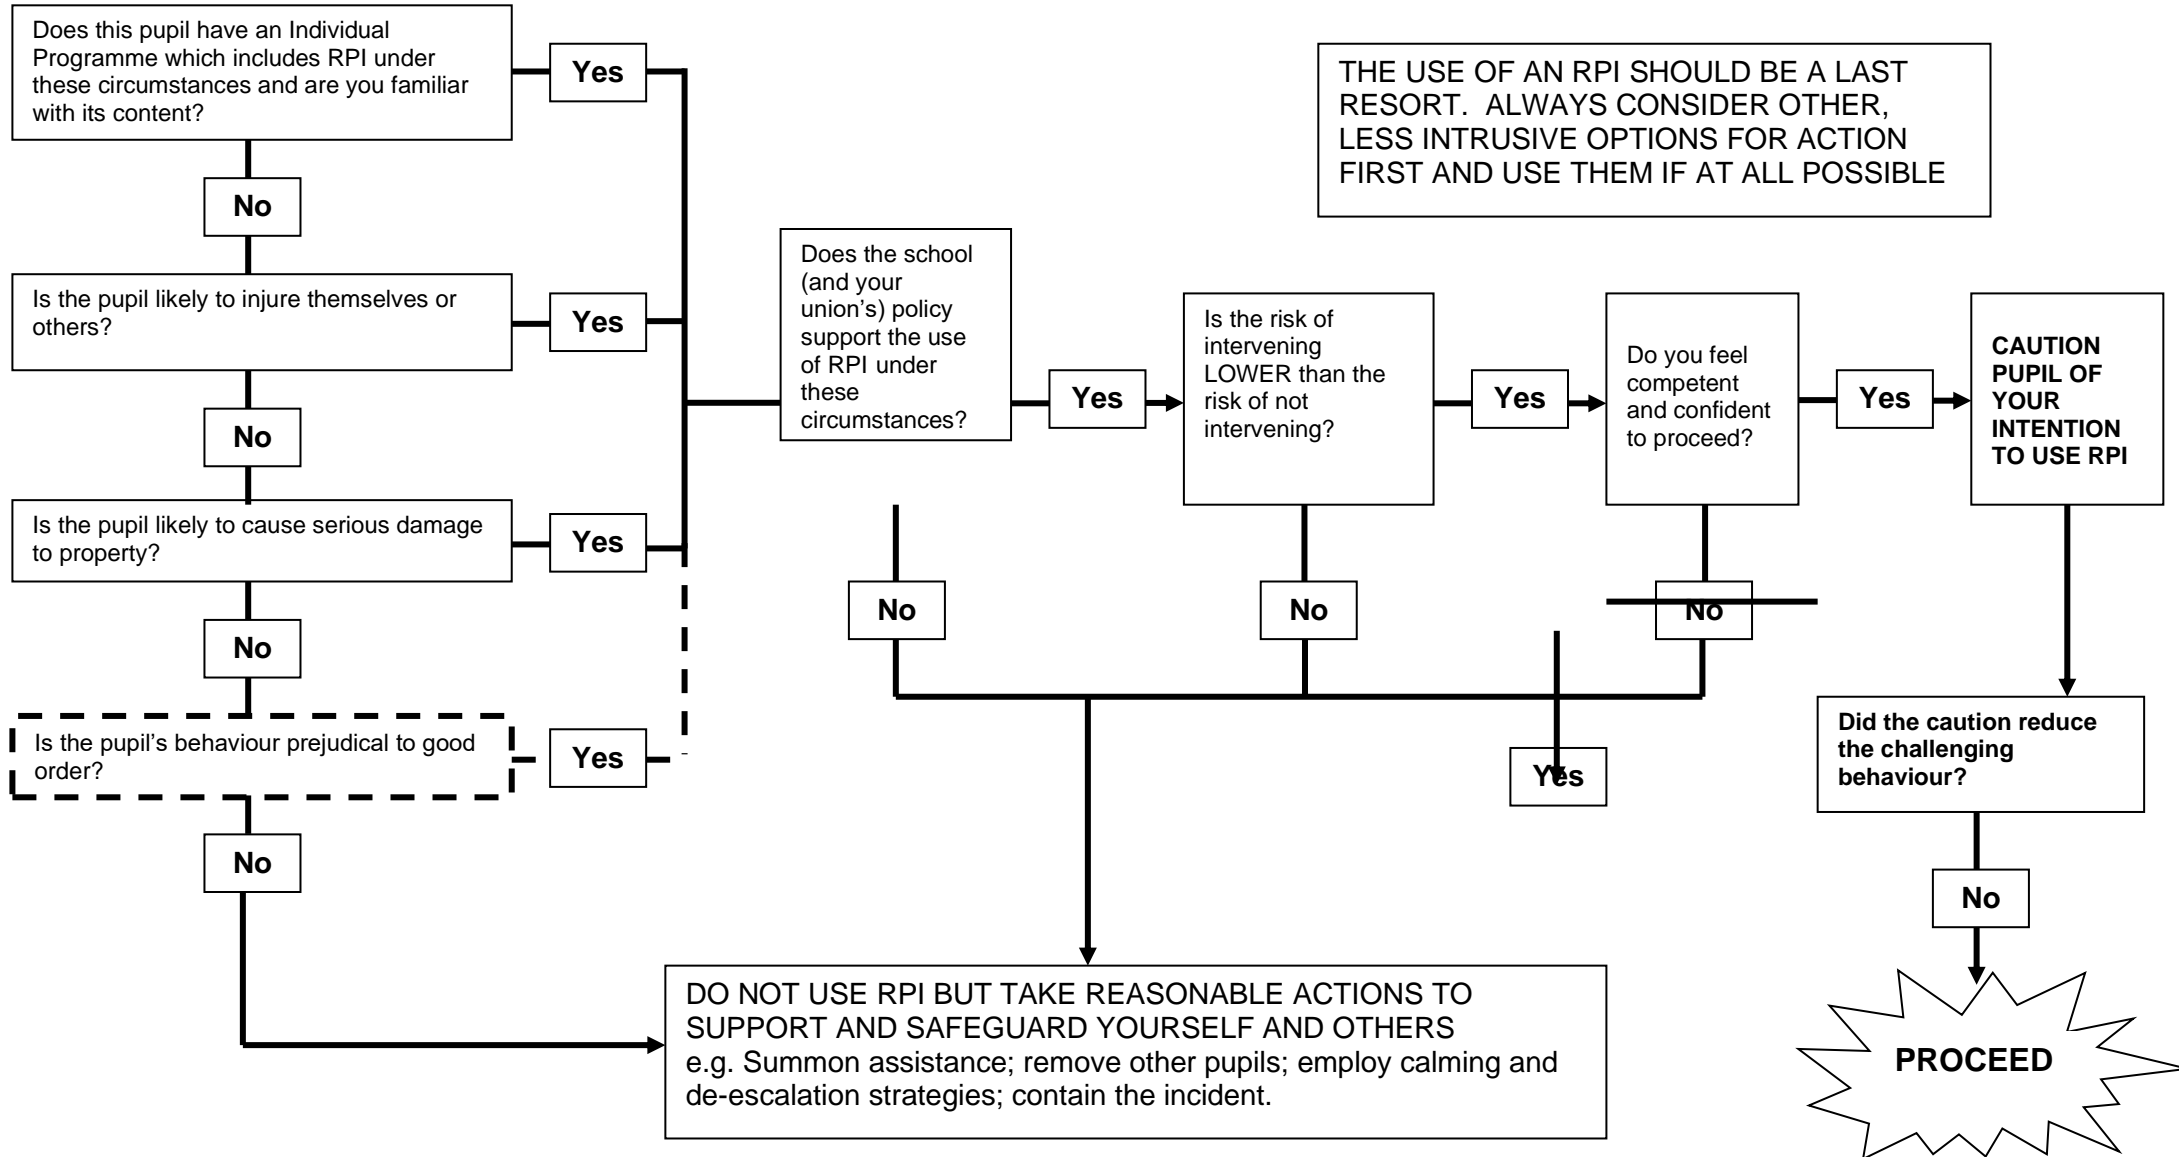 Does this pupil have an Individual
Programme which includes RPI under
these circumstances and are you familiar
with its content?
Yes
THE USE OF AN RPI SHOULD BE A LAST
RESORT.  ALWAYS CONSIDER OTHER,
LESS INTRUSIVE OPTIONS FOR ACTION
FIRST AND USE THEM IF AT ALL POSSIBLE
No
Is the pupil likely to injure themselves or
others?
Yes
No
Is the pupil likely to cause serious damage
to property?
Yes
No
Is the pupil's behaviour prejudical to good
order?
Yes
No
Does the school
(and your
union's) policy
support the use
of RPI under
these
circumstances?
Yes
No
Is the risk of
intervening
LOWER than the
risk of not
intervening?
Yes
No
Do you feel
competent
and confident
to proceed?
Yes
No
CAUTION
PUPIL OF
YOUR
INTENTION
TO USE RPI
Did the caution reduce
the challenging
behaviour?
Yes
No
PROCEED
DO NOT USE RPI BUT TAKE REASONABLE ACTIONS TO
SUPPORT AND SAFEGUARD YOURSELF AND OTHERS
e.g. Summon assistance; remove other pupils; employ calming and
de-escalation strategies; contain the incident.